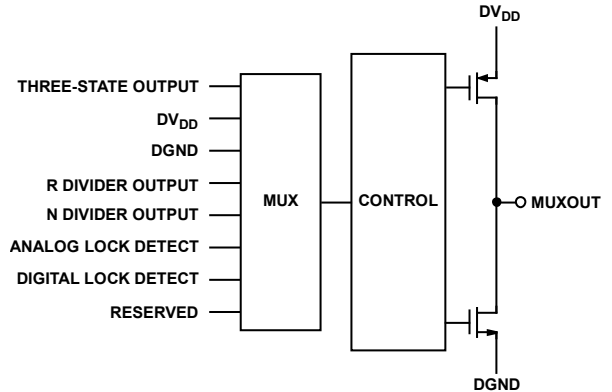 DVDD
THREE-STATE OUTPUT
DVDD
DGND
R DIVIDER OUTPUT
N DIVIDER OUTPUT
ANALOG LOCK DETECT
DIGITAL LOCK DETECT
RESERVED
MUX
CONTROL
MUXOUT
DGND